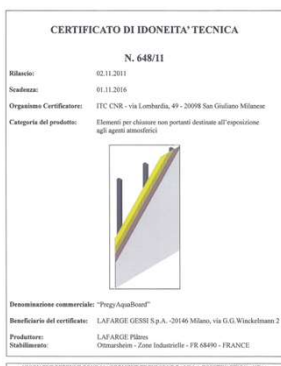 CERTIFICATO DI IDONEITA' TECNICA
N. 648/11
Rilascio: 02.11.2011
Scadenza: 01.11.2016
Organismo Certificatore: ITC CNR - via Lombardia, 49 - 20098 San Giuliano Milanese
Categoria del prodotto: Elementi per chiusure non portanti destinate all'esposizione
agli agenti atmosferici
Denominazione commerciale: "PregyAquaBoard"
Beneficiario del certificato: LAFARGE GESSI S.p.A. -20146 Milano, via G.G.Winckelmann 2
Produttore: LAFARGE Plâtres
Stabilimento: Ottmarsheim - Zone Industrielle - FR 68490 - FRANCE